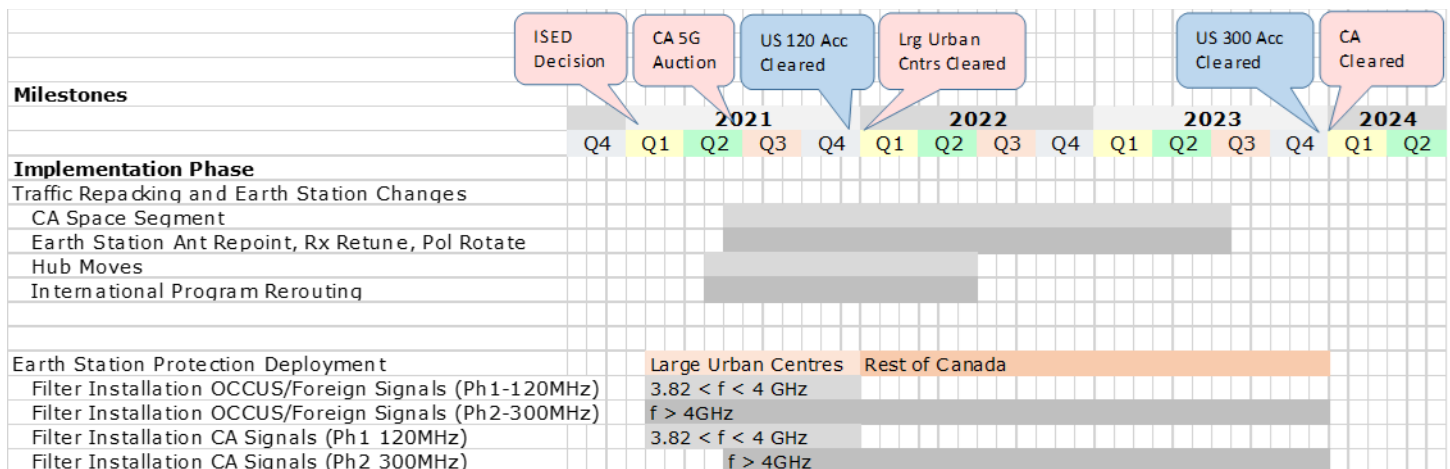 ISED
Decision
CA 5G
Auction
US 120 Acc
Cleared
Lrg Urban
Cntrs Cleared
US 300 Acc
Cleared
CA
Cleared
Milestones
2021 2022 2023 2024
Q4 Q1 Q2 Q3 Q4 Q1 Q2 Q3 Q4 Q1 Q2 Q3 Q4 Q1 Q2
Implementation Phase
Traffic Repacking and Earth Station Changes
CA Space Segment
Earth Station Ant Repoint, Rx Retune, Pol Rotate
Hub Moves
International Program Rerouting
Earth Station Protection Deployment Large Urban Centres Rest of Canada
Filter Installation OCCUS/Foreign Signals (Ph1-120MHz) 3.82 < f < 4 GHz
Filter Installation OCCUS/Foreign Signals (Ph2-300MHz) f > 4GHz
Filter Installation CA Signals (Ph1 120MHz) 3.82 < f < 4 GHz
Filter Installation CA Signals (Ph2 300MHz) f > 4GHz